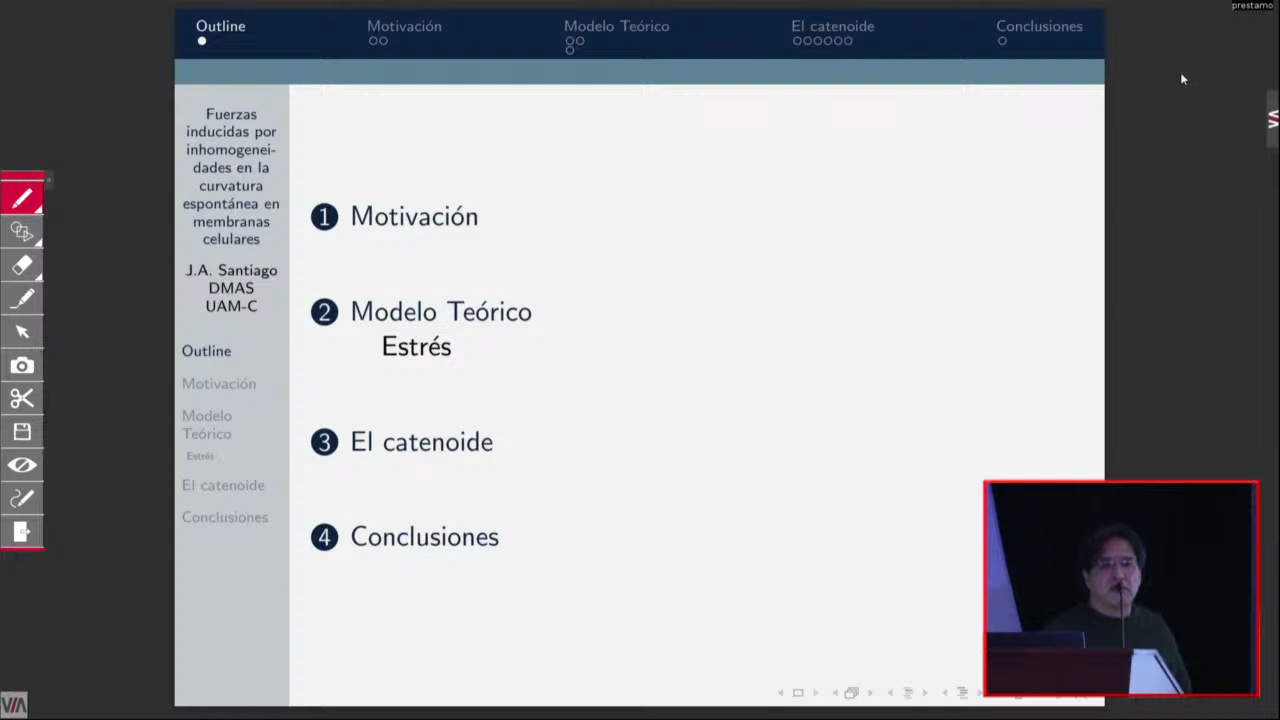 prestamo
Outline
Motivación
Modelo Teórico
El catenoide
Conclusiones
Fuerzas
inducidas por
inhomogenei-
dades en la
curvatura
espontánea en
membranas
celulares
J.A. Santiago
DMAS
UAM-C
Outline
Motivación
Modelo
Teórico
Estrés
El catenoide
Conclusiones
1 Motivación
2 Modelo Teórico
Estrés
3 El catenoide
4 Conclusiones